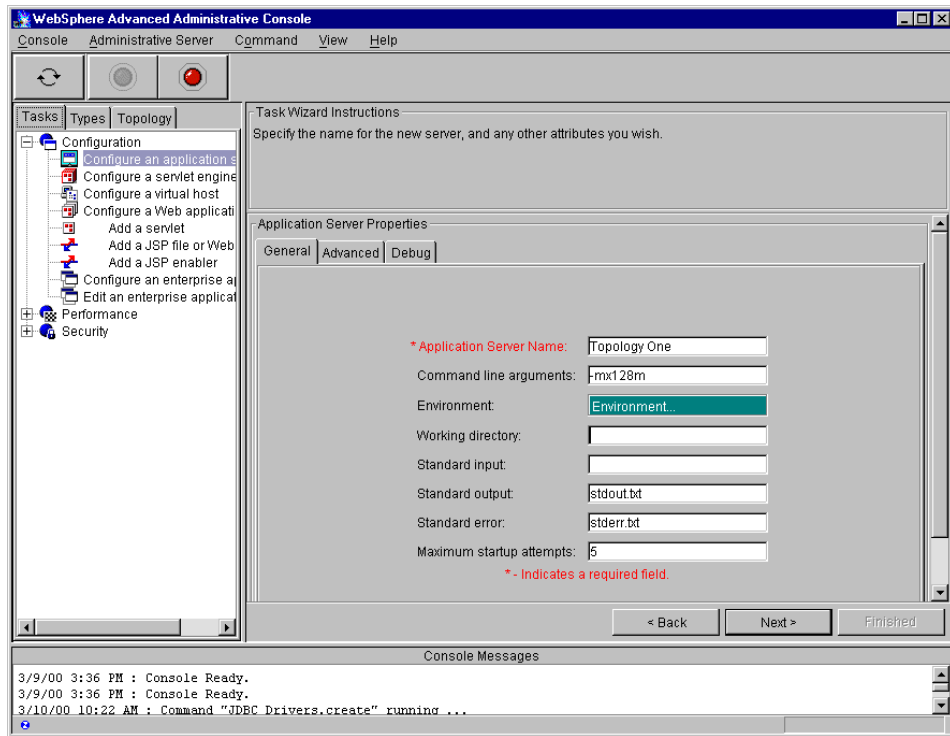 WebSphere Advanced Administrative Console
Console Administrative Server Command View Help
Tasks Types Topology
Configuration
Configure an application s
Configure a servlet engine
Configure a virtual host
Configure a Web applicati
Add a servlet
Add a JSP file or Web
Add a JSP enabler
Configure an enterprise a
Edit an enterprise applicat
Performance
Security
Task Wizard Instructions
Specify the name for the new server, and any other attributes you wish.
Application Server Properties
General Advanced Debug
* Application Server Name: Topology One
Command line arguments: -mx128m
Environment: Environment...
Working directory:
Standard input:
Standard output: stdout.txt
Standard error: stderr.txt
Maximum startup attempts: 5
* - Indicates a required field.
< Back Next > Finished
Console Messages
3/9/00 3:36 PM : Console Ready.
3/9/00 3:36 PM : Console Ready.
3/10/00 10:22 AM : Command "JDBC Drivers.create" running ...